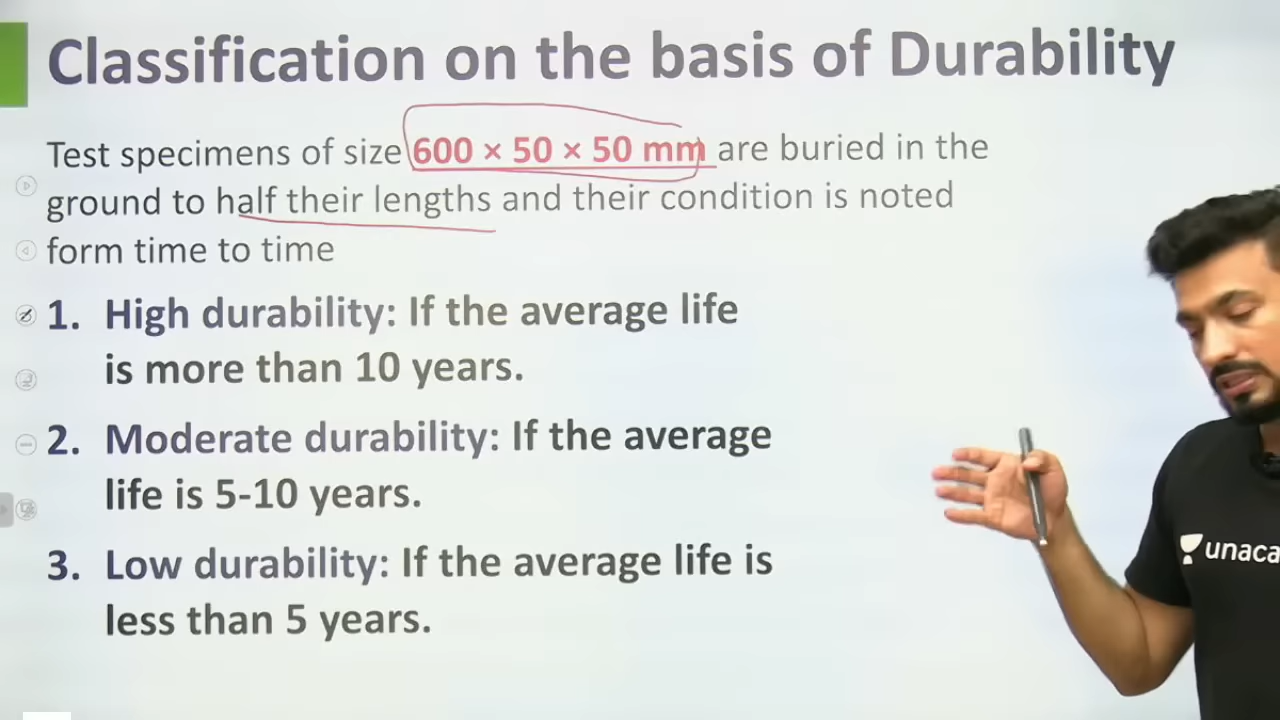 Classification on the basis of Durability
Test specimens of size 600 × 50 × 50 mm are buried in the
ground to half their lengths and their condition is noted
form time to time
1. High durability: If the average life
is more than 10 years.
2. Moderate durability: If the average
life is 5-10 years.
3. Low durability: If the average life is
less than 5 years.
unaca